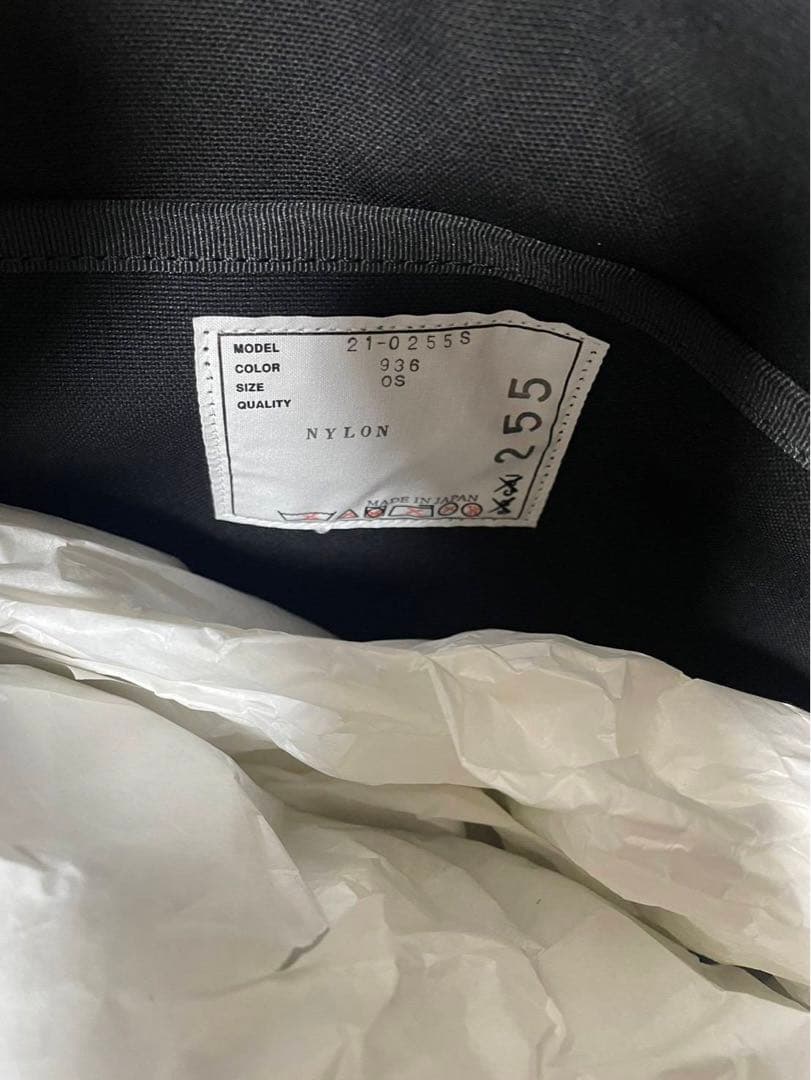 MODEL 21-0255S
COLOR 936
SIZE OS
QUALITY
NYLON
MADE IN JAPAN
255